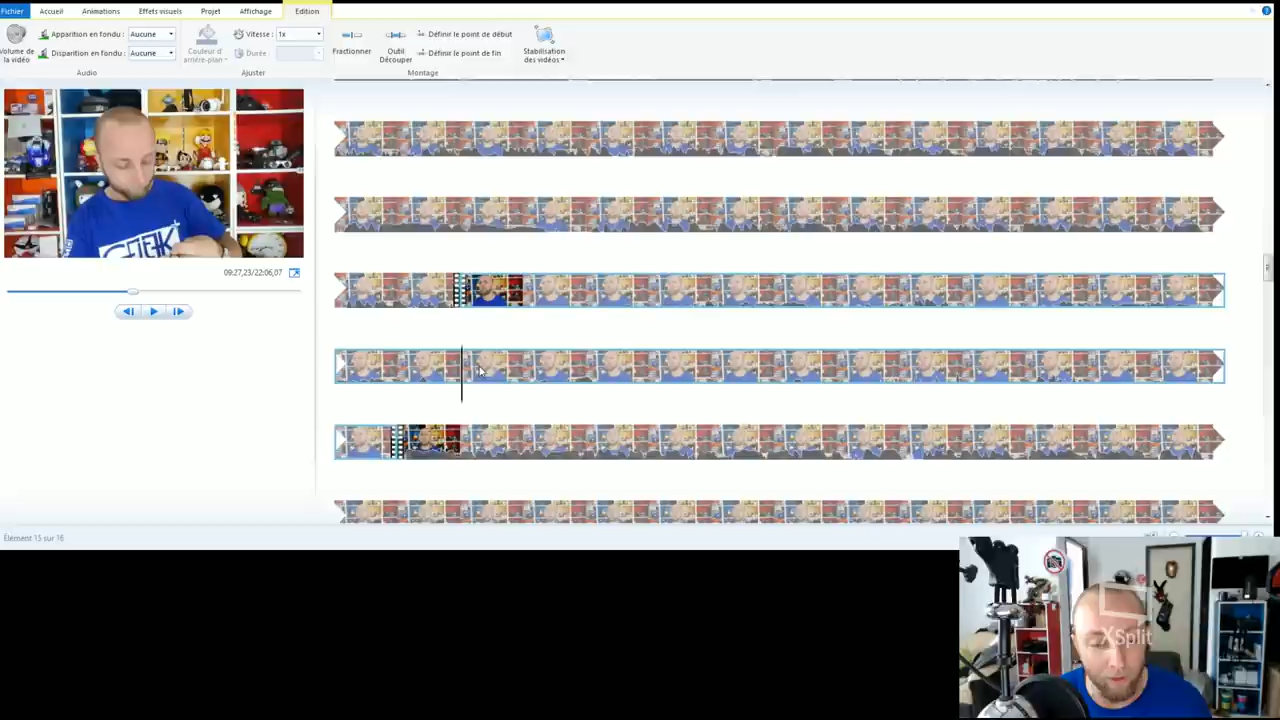 Fichier Accueil Animations Effets visuels Projet Affichage Edition
Volume de la vidéo
Apparition en fondu : Aucune
Disparition en fondu : Aucune
Audio
Couleur d'arrière-plan
Vitesse : 1x
Durée :
Ajuster
Fractionner
Outil Découper
Définir le point de début
Définir le point de fin
Montage
Stabilisation des vidéos
GEEK
09:27,23/22:06,07
Élément 15 sur 16
XSplit